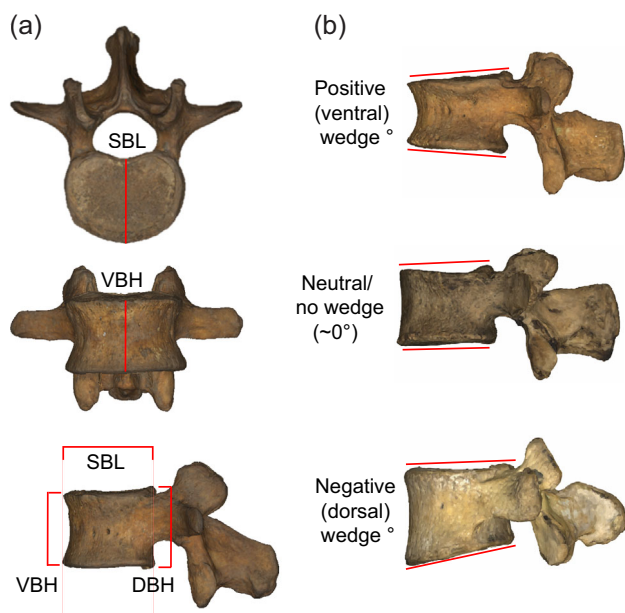 (a)
SBL
VBH
SBL
VBH
DBH
(b)
Positive
(ventral)
wedge °
Neutral/
no wedge
(~0°)
Negative
(dorsal)
wedge °